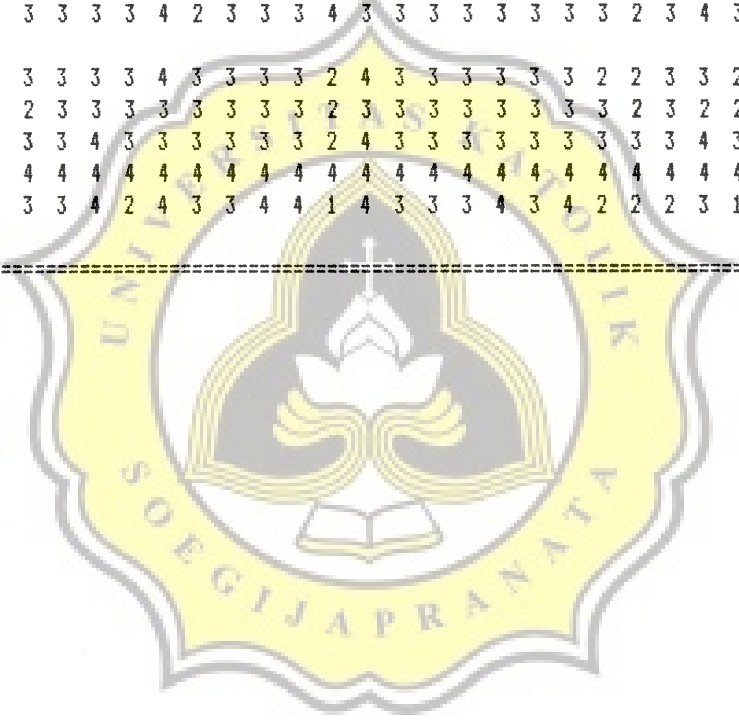 3 3 3 3 4 2 3 3 3 4 3 3 3 3 3 3 3 3 2 3 4 3
3 3 3 3 4 3 3 3 3 2 4 3 3 3 3 3 3 2 2 3 3 2
2 3 3 3 3 3 3 3 3 2 3 3 3 3 3 3 3 3 2 3 2 2
3 3 4 3 3 3 3 3 3 2 4 3 3 3 3 3 3 3 3 3 4 3
4 4 4 4 4 4 4 4 4 4 4 4 4 4 4 4 4 4 4 4 4 4
3 3 4 2 4 3 3 4 4 1 4 3 3 3 4 3 4 2 2 2 3 1
UNIVERSITAS KATOLIK
SOEGIJAPRANATA